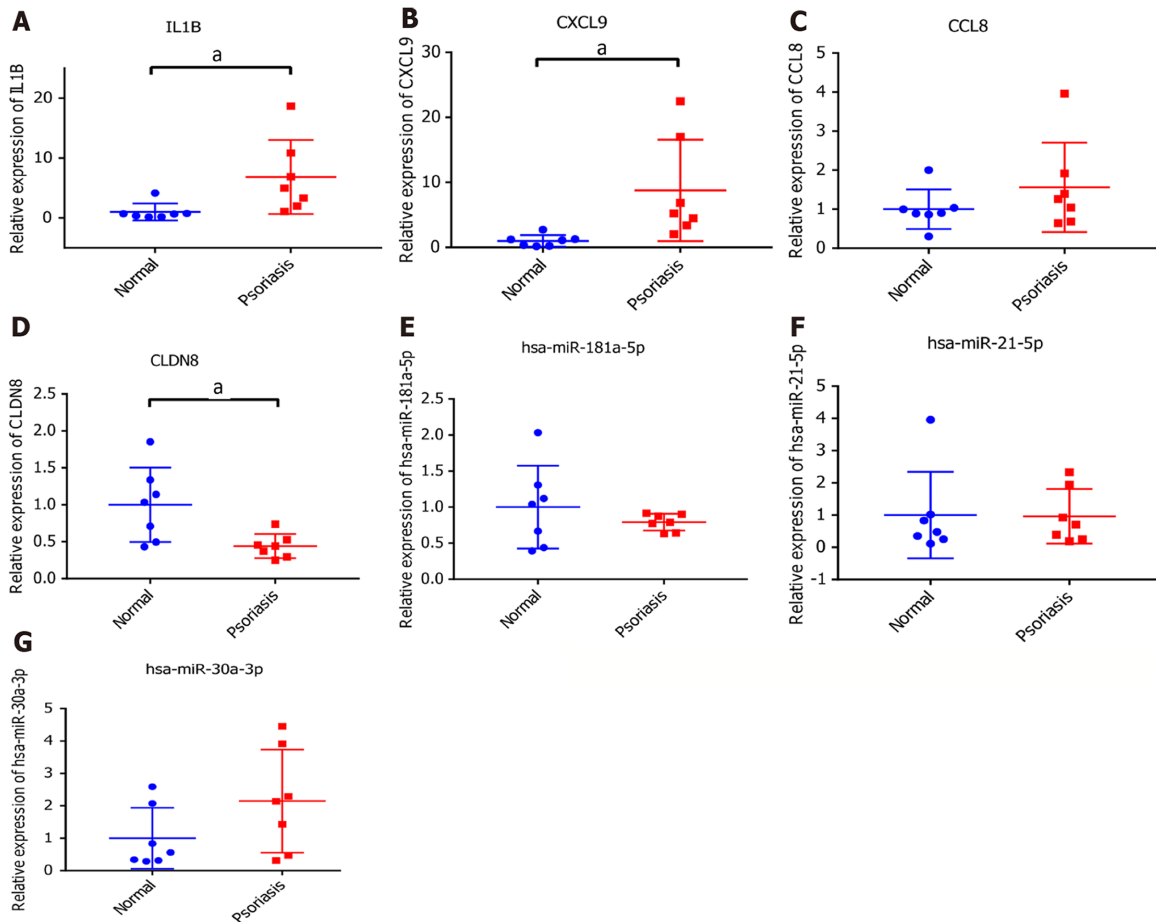 A
IL1B
a
Relative expression of IL1B
20
10
0
Normal
Psoriasis
B
CXCL9
a
Relative expression of CXCL9
30
20
10
0
Normal
Psoriasis
C
CCL8
Relative expression of CCL8
5
4
3
2
1
0
Normal
Psoriasis
D
CLDN8
a
Relative expression of CLDN8
2.5
2.0
1.5
1.0
0.5
0.0
Normal
Psoriasis
E
hsa-miR-181a-5p
Relative expression of hsa-miR-181a-5p
2.5
2.0
1.5
1.0
0.5
0.0
Normal
Psoriasis
F
hsa-miR-21-5p
Relative expression of hsa-miR-21-5p
5
4
3
2
1
0
-1
Normal
Psoriasis
G
hsa-miR-30a-3p
Relative expression of hsa-miR-30a-3p
5
4
3
2
1
0
Normal
Psoriasis